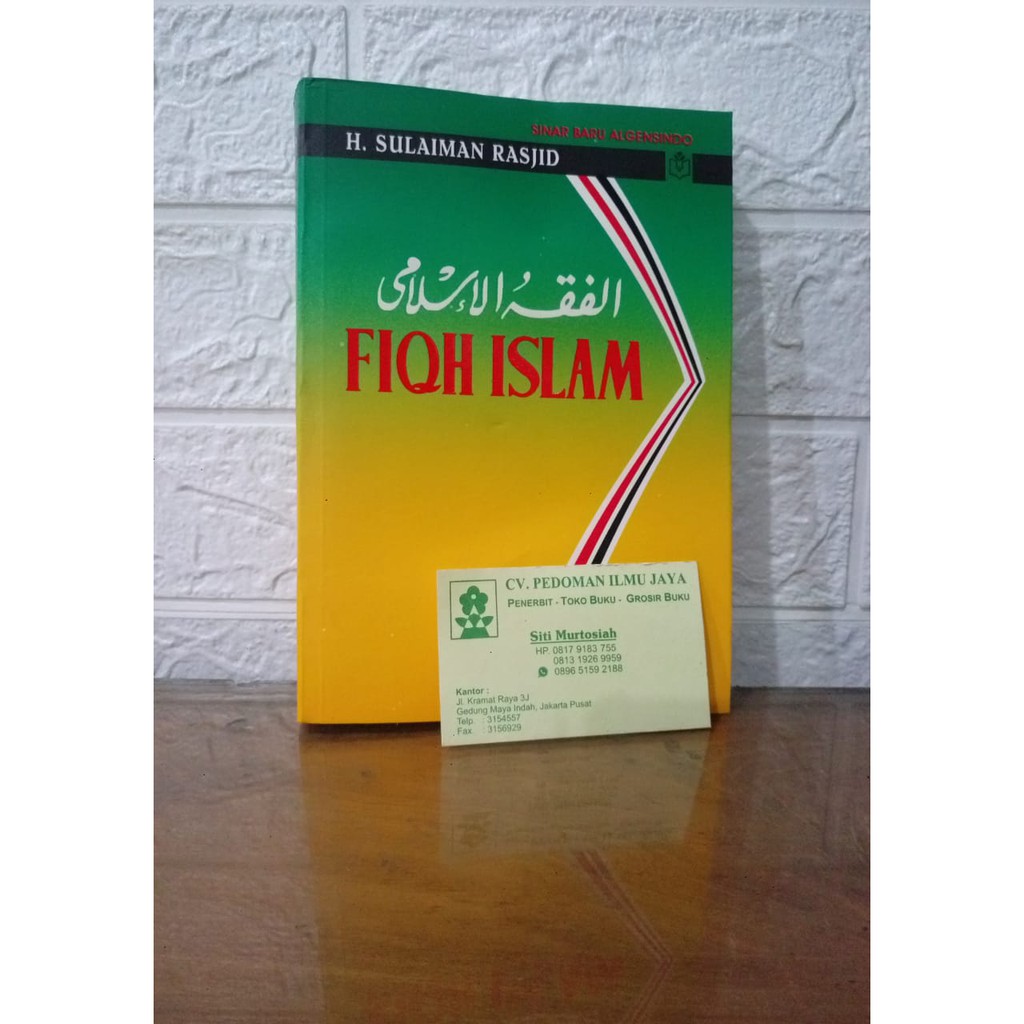 SINAR BARU ALGENSINDO
H. SULAIMAN RASJID
الفقهُ الإسلامى
FIQH ISLAM
CV. PEDOMAN ILMU JAYA
PENERBIT - TOKO BUKU - GROSIR BUKU
Siti Murtosiah
HP. 0817 9183 755
0813 1926 9959
0896 5159 2188
Kantor :
Jl. Kramat Raya 3J
Gedung Maya Indah, Jakarta Pusat
Telp. : 3154557
Fax : 3156929